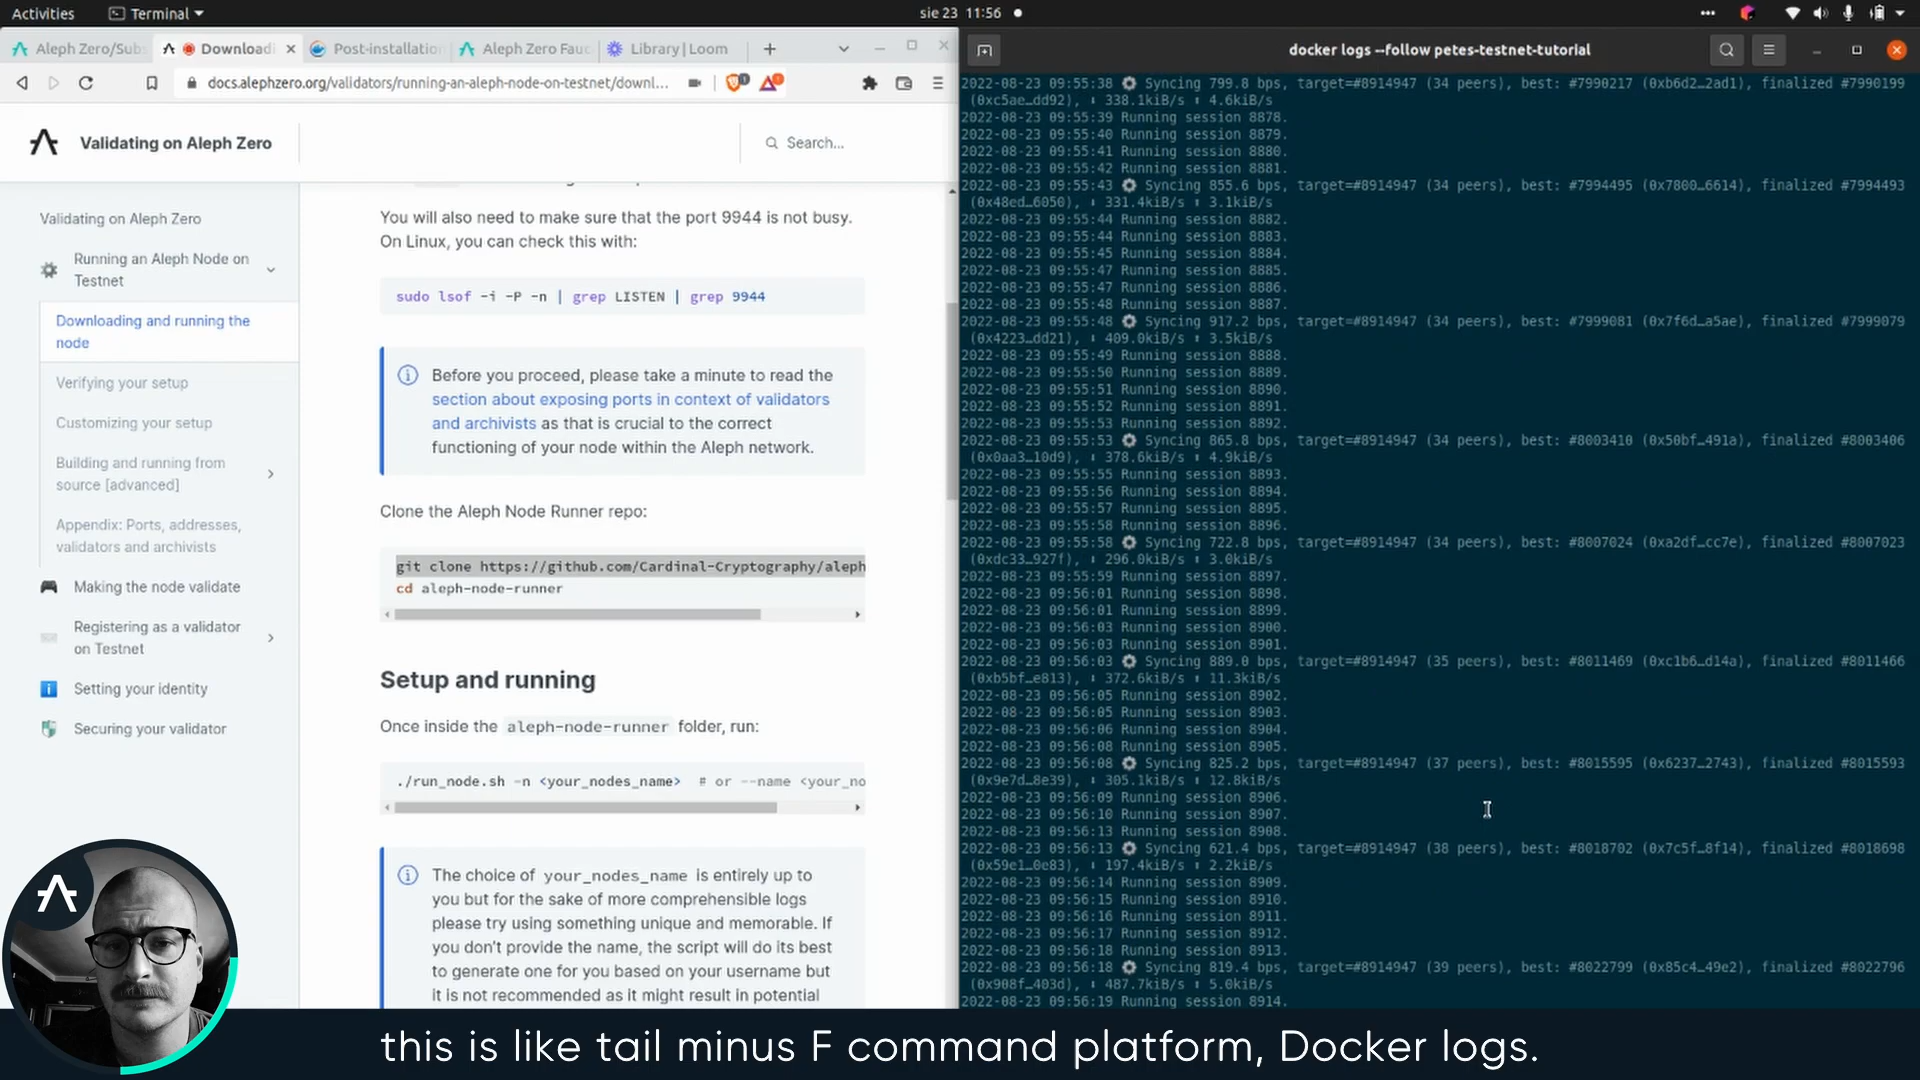 Activities
Terminal
sie 23 11:56
Aleph Zero/Sub
Downloadi
Post-installation
Aleph Zero Fauc
Library | Loom
docs.alephzero.org/validators/running-an-aleph-node-on-testnet/downl...
Validating on Aleph Zero
Search...
Validating on Aleph Zero
Running an Aleph Node on
Testnet
Downloading and running the
node
Verifying your setup
Customizing your setup
Building and running from
source [advanced]
Appendix: Ports, addresses,
validators and archivists
Making the node validate
Registering as a validator
on Testnet
Setting your identity
Securing your validator
You will also need to make sure that the port 9944 is not busy.
On Linux, you can check this with:
sudo lsof -i -P -n | grep LISTEN | grep 9944
Before you proceed, please take a minute to read the
section about exposing ports in context of validators
and archivists as that is crucial to the correct
functioning of your node within the Aleph network.
Clone the Aleph Node Runner repo:
git clone https://github.com/Cardinal-Cryptography/aleph
cd aleph-node-runner
Setup and running
Once inside the aleph-node-runner folder, run:
./run_node.sh -n <your_nodes_name> # or --name <your_no
The choice of your_nodes_name is entirely up to
you but for the sake of more comprehensible logs
please try using something unique and memorable. If
you don't provide the name, the script will do its best
to generate one for you based on your username but
it is not recommended as it might result in potential
docker logs --follow petes-testnet-tutorial
2022-08-23 09:55:38 Syncing 799.8 bps, target=#8914947 (34 peers), best: #7990217 (0xb6d2…2ad1), finalized #7990199
(0xc5ae…dd92), ⬇ 338.1kiB/s ⬆ 4.6kiB/s
2022-08-23 09:55:39 Running session 8878.
2022-08-23 09:55:40 Running session 8879.
2022-08-23 09:55:41 Running session 8880.
2022-08-23 09:55:42 Running session 8881.
2022-08-23 09:55:43 Syncing 855.6 bps, target=#8914947 (34 peers), best: #7994495 (0x7800…6614), finalized #7994493
(0x48ed…6050), ⬇ 331.4kiB/s ⬆ 3.1kiB/s
2022-08-23 09:55:44 Running session 8882.
2022-08-23 09:55:44 Running session 8883.
2022-08-23 09:55:45 Running session 8884.
2022-08-23 09:55:47 Running session 8885.
2022-08-23 09:55:47 Running session 8886.
2022-08-23 09:55:48 Running session 8887.
2022-08-23 09:55:48 Syncing 917.2 bps, target=#8914947 (34 peers), best: #7999081 (0x7f6d…a5ae), finalized #7999079
(0x4223…dd21), ⬇ 409.0kiB/s ⬆ 3.5kiB/s
2022-08-23 09:55:49 Running session 8888.
2022-08-23 09:55:50 Running session 8889.
2022-08-23 09:55:51 Running session 8890.
2022-08-23 09:55:52 Running session 8891.
2022-08-23 09:55:53 Running session 8892.
2022-08-23 09:55:53 Syncing 865.8 bps, target=#8914947 (34 peers), best: #8003410 (0x50bf…491a), finalized #8003406
(0x0aa3…10d9), ⬇ 378.6kiB/s ⬆ 4.9kiB/s
2022-08-23 09:55:55 Running session 8893.
2022-08-23 09:55:56 Running session 8894.
2022-08-23 09:55:57 Running session 8895.
2022-08-23 09:55:58 Running session 8896.
2022-08-23 09:55:58 Syncing 722.8 bps, target=#8914947 (34 peers), best: #8007024 (0xa2df…cc7e), finalized #8007023
(0xdc33…927f), ⬇ 296.0kiB/s ⬆ 3.0kiB/s
2022-08-23 09:55:59 Running session 8897.
2022-08-23 09:56:01 Running session 8898.
2022-08-23 09:56:01 Running session 8899.
2022-08-23 09:56:03 Running session 8900.
2022-08-23 09:56:03 Running session 8901.
2022-08-23 09:56:03 Syncing 889.0 bps, target=#8914947 (35 peers), best: #8011469 (0xc1b6…d14a), finalized #8011466
(0xb5bf…e813), ⬇ 372.6kiB/s ⬆ 11.3kiB/s
2022-08-23 09:56:05 Running session 8902.
2022-08-23 09:56:05 Running session 8903.
2022-08-23 09:56:06 Running session 8904.
2022-08-23 09:56:08 Running session 8905.
2022-08-23 09:56:08 Syncing 825.2 bps, target=#8914947 (37 peers), best: #8015595 (0x6237…2743), finalized #8015593
(0x9e7d…8e39), ⬇ 305.1kiB/s ⬆ 12.8kiB/s
2022-08-23 09:56:09 Running session 8906.
2022-08-23 09:56:10 Running session 8907.
2022-08-23 09:56:13 Running session 8908.
2022-08-23 09:56:13 Syncing 621.4 bps, target=#8914947 (38 peers), best: #8018702 (0x7c5f…8f14), finalized #8018698
(0x59e1…0e83), ⬇ 197.4kiB/s ⬆ 2.2kiB/s
2022-08-23 09:56:14 Running session 8909.
2022-08-23 09:56:15 Running session 8910.
2022-08-23 09:56:16 Running session 8911.
2022-08-23 09:56:17 Running session 8912.
2022-08-23 09:56:18 Running session 8913.
2022-08-23 09:56:18 Syncing 819.4 bps, target=#8914947 (39 peers), best: #8022799 (0x85c4…49e2), finalized #8022796
(0x908f…403d), ⬇ 487.7kiB/s ⬆ 5.0kiB/s
2022-08-23 09:56:19 Running session 8914.
this is like tail minus F command platform, Docker logs.